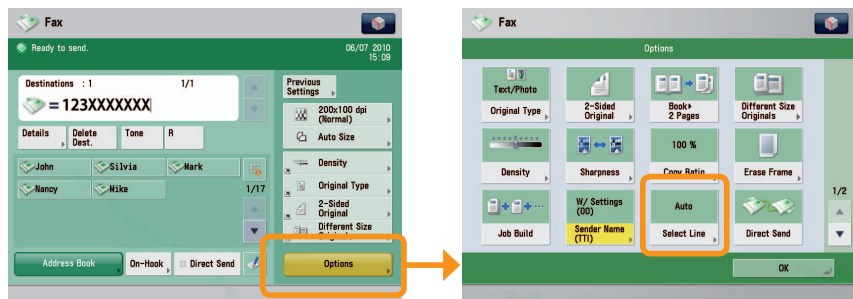 Fax
Ready to send.
06/07 2010
15:09
Destinations : 1
1/1
=123XXXXXXX
Details
Delete
Dest.
Tone
R
John
Silvia
Mark
Nancy
Mike
1/17
Address Book
On-Hook
Direct Send
Previous
Settings
200x100 dpi
(Normal)
Auto Size
Density
Original Type
2-Sided
Original
Different Size
Options
Fax
Options
Text/Photo
Original Type
2-Sided
Original
Book▸
2 Pages
Different Size
Originals
Density
Sharpness
100 %
Copy Ratio
Erase Frame
Job Build
W/ Settings
(00)
Sender Name
(TTI)
Auto
Select Line
Direct Send
1/2
OK